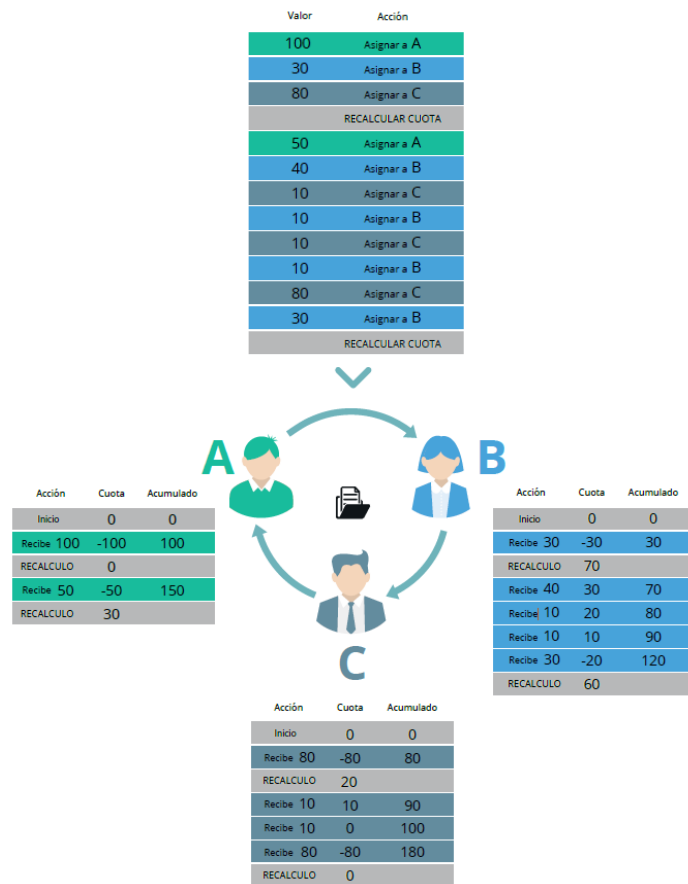 Valor Acción
100 Asignar a A
30 Asignar a B
80 Asignar a C
RECALCULAR CUOTA
50 Asignar a A
40 Asignar a B
10 Asignar a C
10 Asignar a B
10 Asignar a C
10 Asignar a B
80 Asignar a C
30 Asignar a B
RECALCULAR CUOTA
A
B
Acción Cuota Acumulado
Inicio 0 0
Recibe 100 -100 100
RECALCULO 0
Recibe 50 -50 150
RECALCULO 30
Acción Cuota Acumulado
Inicio 0 0
Recibe 30 -30 30
RECALCULO 70
Recibe 40 30 70
Recibe 10 20 80
Recibe 10 10 90
Recibe 30 -20 120
RECALCULO 60
C
Acción Cuota Acumulado
Inicio 0 0
Recibe 80 -80 80
RECALCULO 20
Recibe 10 10 90
Recibe 10 0 100
Recibe 80 -80 180
RECALCULO 0